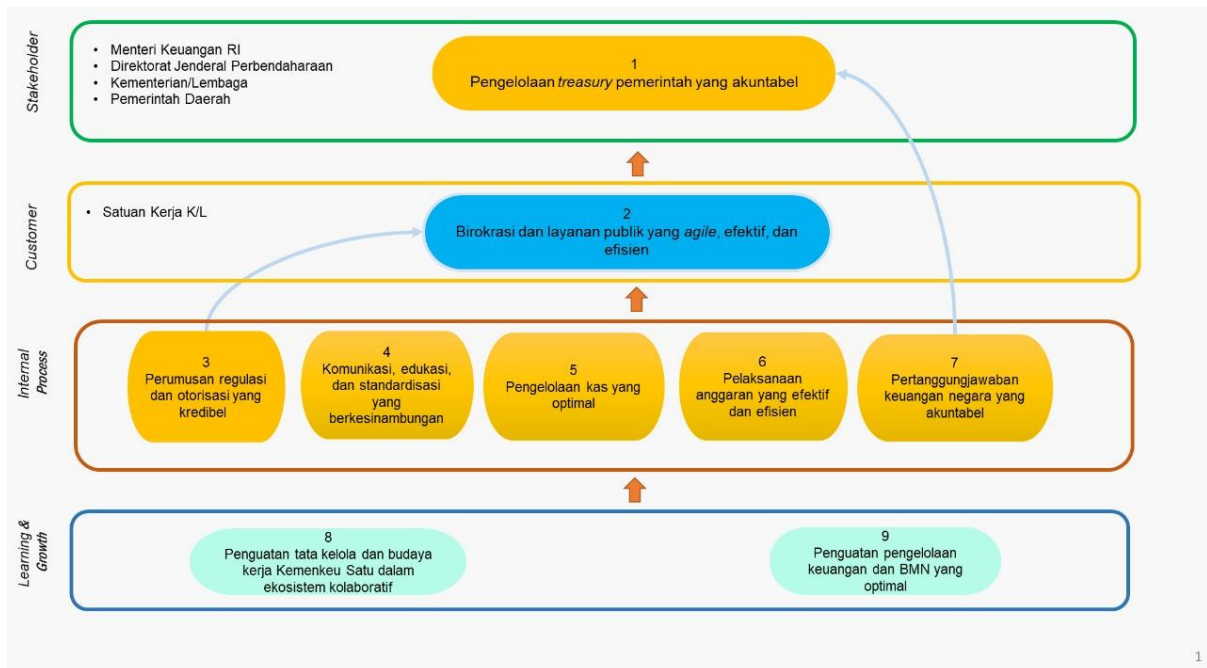 Stakeholder
• Menteri Keuangan RI
• Direktorat Jenderal Perbendaharaan
• Kementerian/Lembaga
• Pemerintah Daerah
1
Pengelolaan treasury pemerintah yang akuntabel
Customer
• Satuan Kerja K/L
2
Birokrasi dan layanan publik yang agile, efektif, dan
efisien
Internal
Process
3
Perumusan regulasi
dan otorisasi yang
kredibel
4
Komunikasi, edukasi,
dan standardisasi
yang
berkesinambungan
5
Pengelolaan kas yang
optimal
6
Pelaksanaan
anggaran yang efektif
dan efisien
7
Pertanggungjawaban
keuangan negara yang
akuntabel
Learning &
Growth
8
Penguatan tata kelola dan budaya
kerja Kemenkeu Satu dalam
ekosistem kolaboratif
9
Penguatan pengelolaan
keuangan dan BMN yang
optimal
1